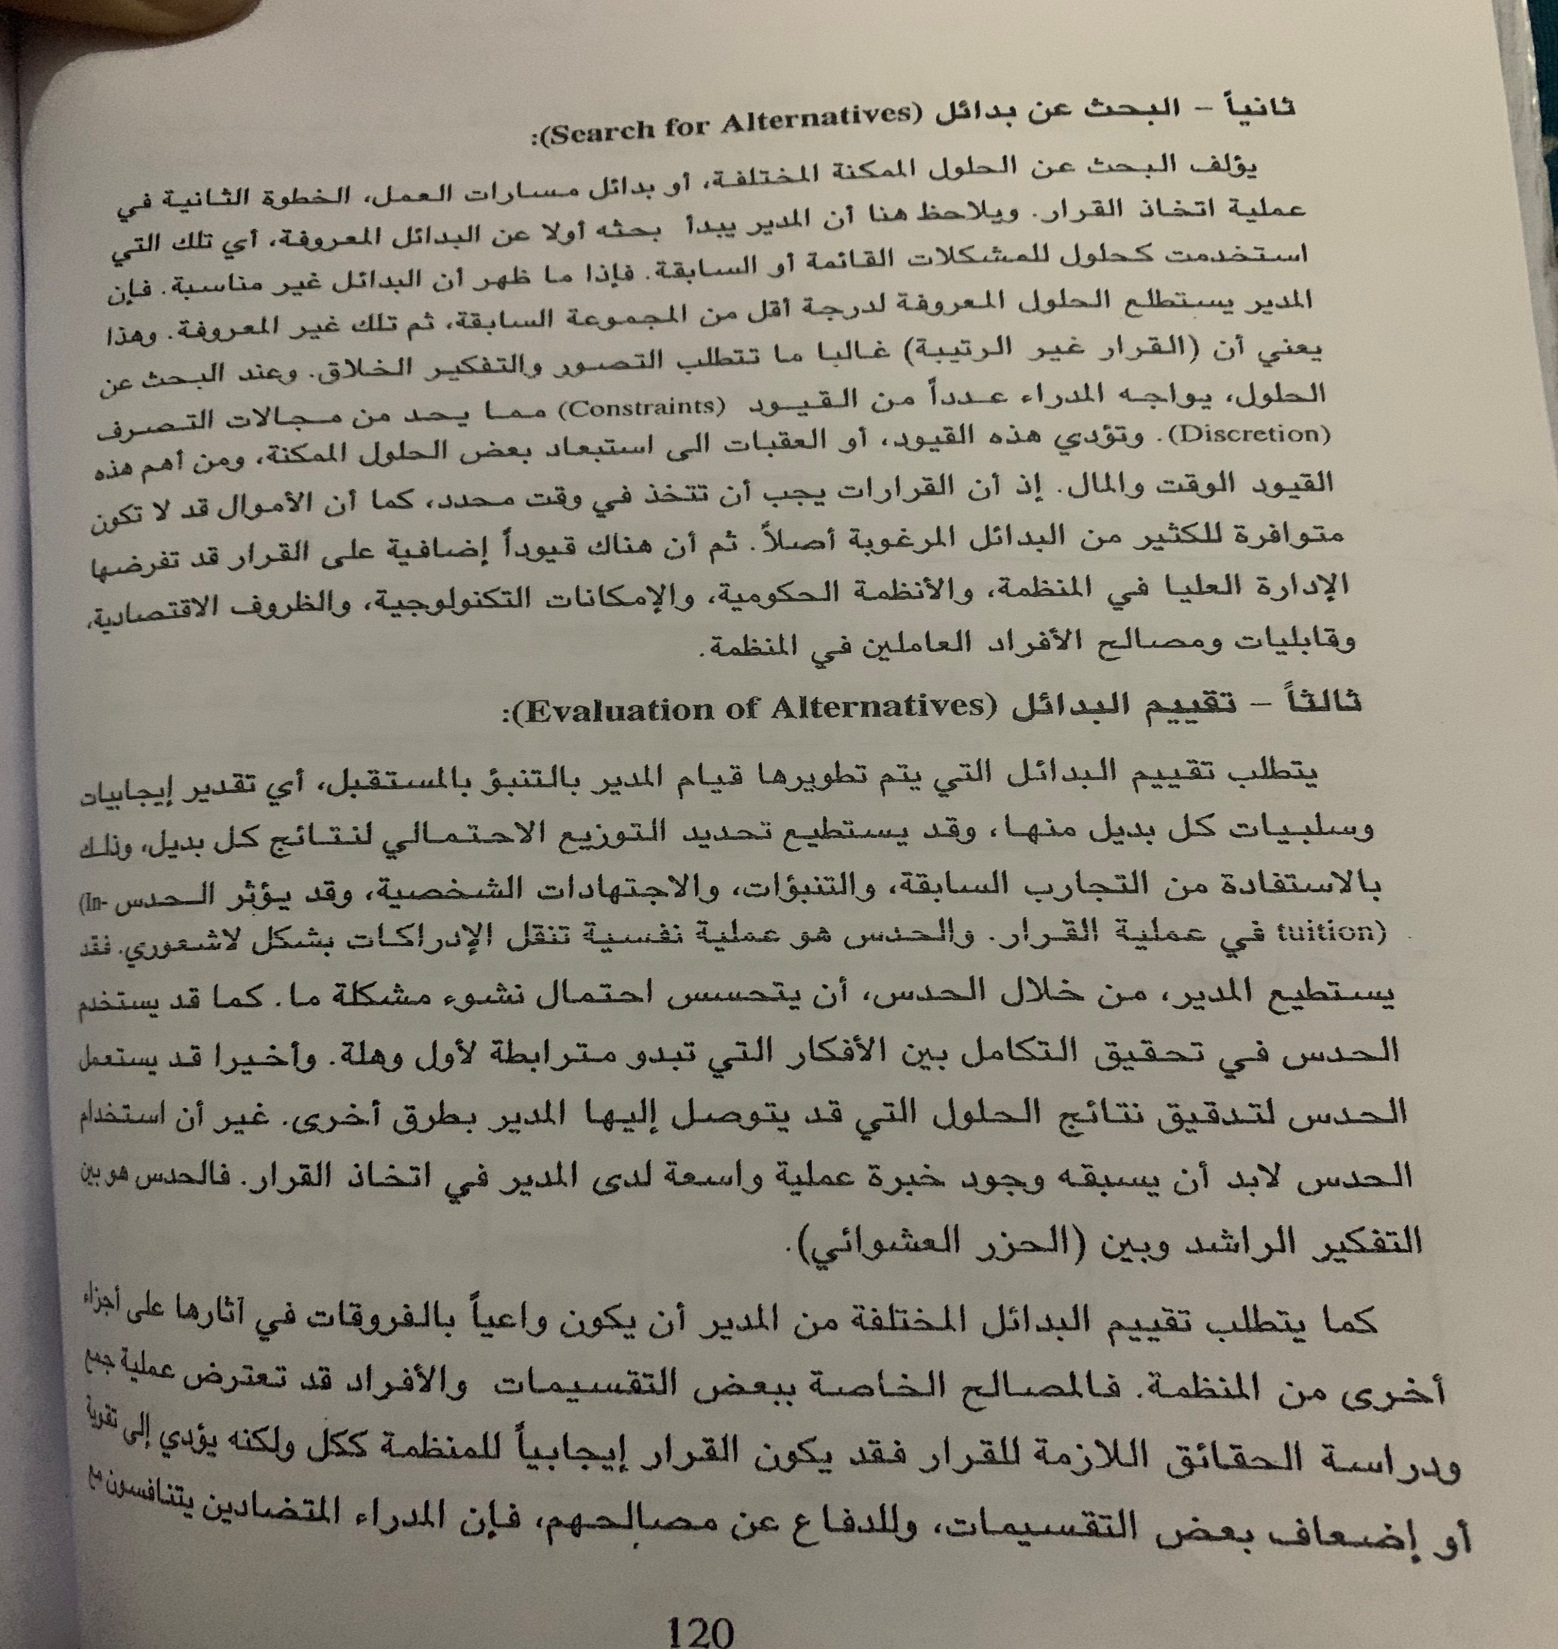 ثانياً – البحث عن بدائل (Search for Alternatives):
يؤلف البحث عن الحلول الممكنة المختلفة، أو بدائل مسارات العمل، الخطوة الثانية في
عملية اتخاذ القرار. ويلاحظ هنا أن المدير يبدأ بحثه أولا عن البدائل المعروفة، أي تلك التي
استخدمت كحلول للمشكلات القائمة أو السابقة. فإذا ما ظهر أن البدائل غير مناسبة. فإن
المدير يستطلع الحلول المعروفة لدرجة أقل من المجموعة السابقة، ثم تلك غير المعروفة. وهذا
يعني أن (القرار غير الرتيبة) غالبا ما تتطلب التصور والتفكير الخلاق. وعند البحث عن
الحلول، يواجه المدراء عدداً من القيود (Constraints) مما يحد من مجالات التصرف
(Discretion). وتؤدي هذه القيود، أو العقبات الى استبعاد بعض الحلول الممكنة، ومن أهم هذه
القيود الوقت والمال. إذ أن القرارات يجب أن تتخذ في وقت محدد، كما أن الأموال قد لا تكون
متوافرة للكثير من البدائل المرغوبة أصلاً. ثم أن هناك قيوداً إضافية على القرار قد تفرضها
الإدارة العليا في المنظمة، والأنظمة الحكومية، والإمكانات التكنولوجية، والظروف الاقتصادية،
وقابليات ومصالح الأفراد العاملين في المنظمة.
ثالثاً – تقييم البدائل (Evaluation of Alternatives):
يتطلب تقييم البدائل التي يتم تطويرها قيام المدير بالتنبؤ بالمستقبل، أي تقدير إيجابيات
وسلبيات كل بديل منها، وقد يستطيع تحديد التوزيع الاحتمالي لنتائج كل بديل، وذلك
بالاستفادة من التجارب السابقة، والتنبؤات، والاجتهادات الشخصية، وقد يؤثر الحدس (In-
tuition) في عملية القرار. والحدس هو عملية نفسية تنقل الإدراكات بشكل لاشعوري. فقد
يستطيع المدير، من خلال الحدس، أن يتحسس احتمال نشوء مشكلة ما. كما قد يستخدم
الحدس في تحقيق التكامل بين الأفكار التي تبدو مترابطة لأول وهلة. وأخيرا قد يستعمل
الحدس لتدقيق نتائج الحلول التي قد يتوصل إليها المدير بطرق أخرى. غير أن استخدام
الحدس لابد أن يسبقه وجود خبرة عملية واسعة لدى المدير في اتخاذ القرار. فالحدس هو بين
التفكير الراشد وبين (الحزر العشوائي).
كما يتطلب تقييم البدائل المختلفة من المدير أن يكون واعياً بالفروقات في آثارها على أجزاء
أخرى من المنظمة. فالمصالح الخاصة ببعض التقسيمات والأفراد قد تعترض عملية جمع
ودراسة الحقائق اللازمة للقرار فقد يكون القرار إيجابياً للمنظمة ككل ولكنه يؤدي إلى تقوية
أو إضعاف بعض التقسيمات، وللدفاع عن مصالحهم، فإن المدراء المتضادين يتنافسون مع
120